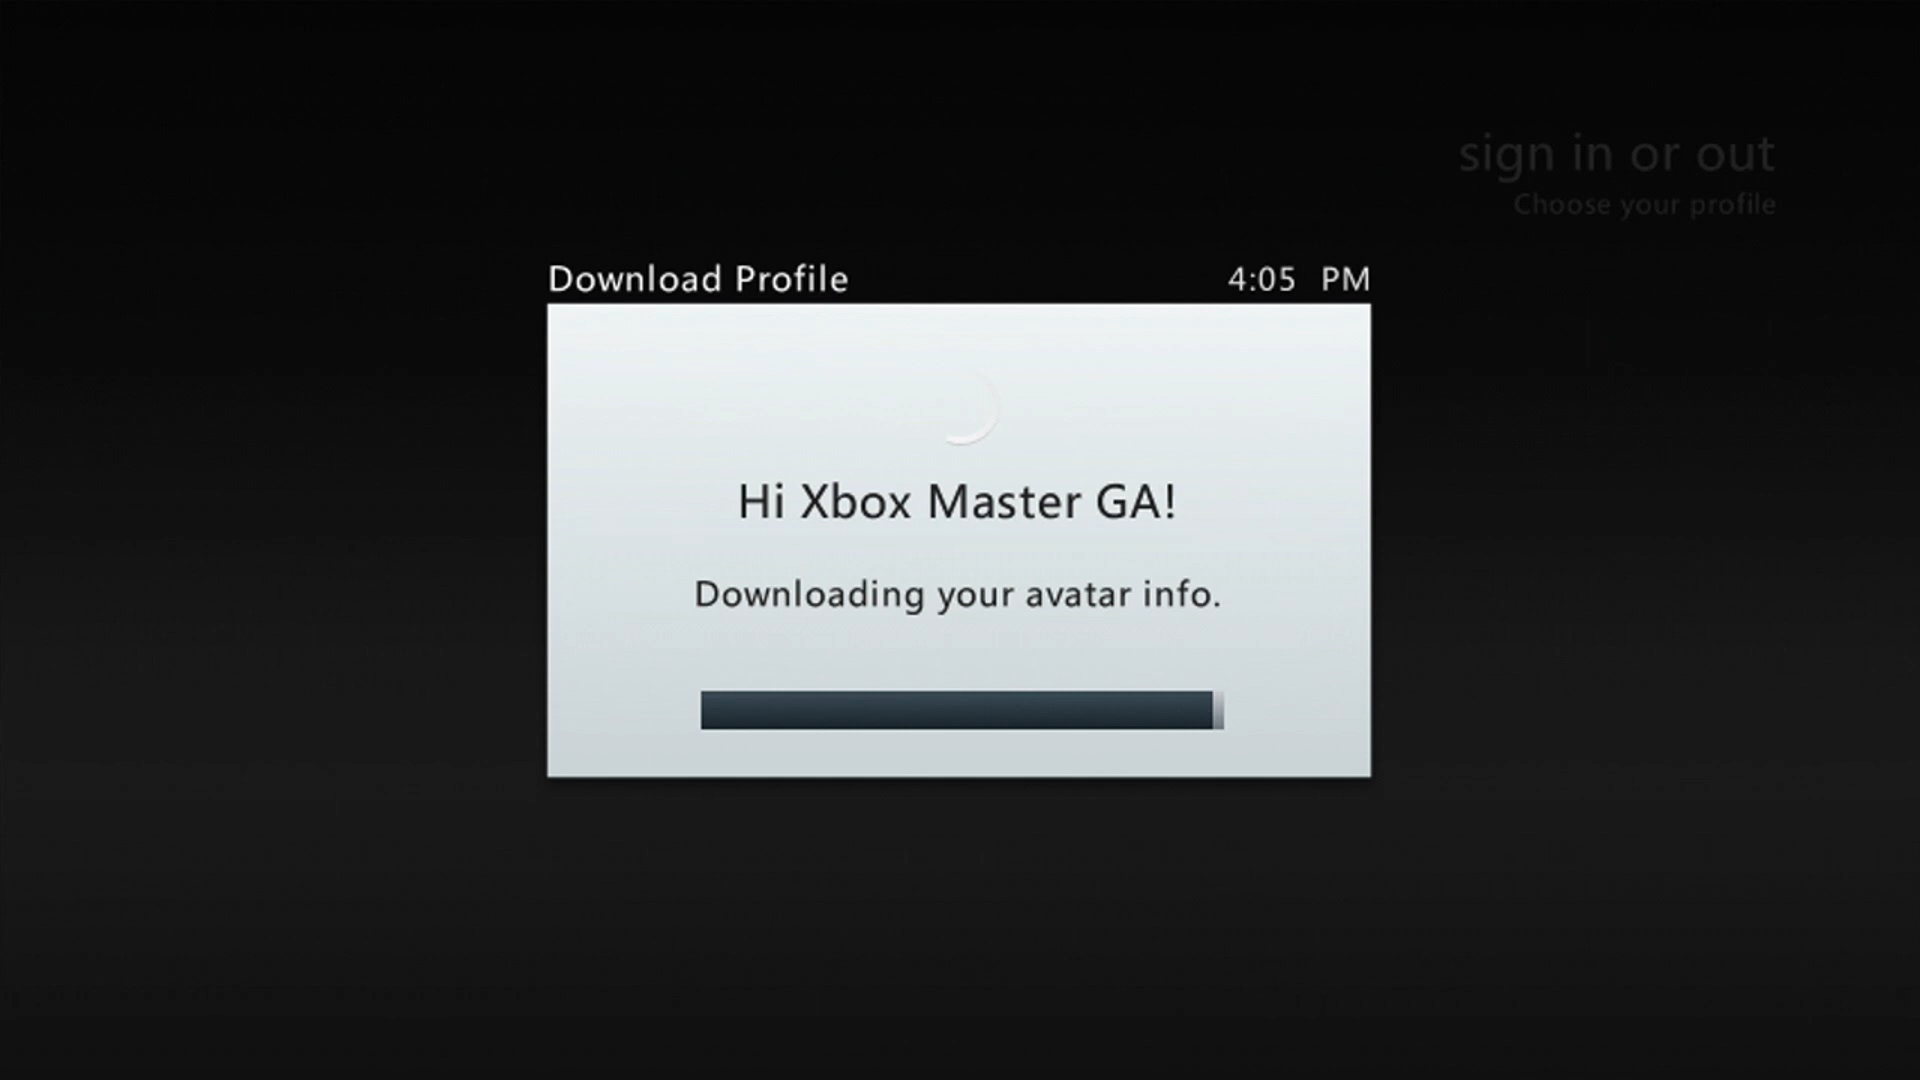 sign in or out
Choose your profile
Download Profile 4:05 PM
Hi Xbox Master GA!
Downloading your avatar info.